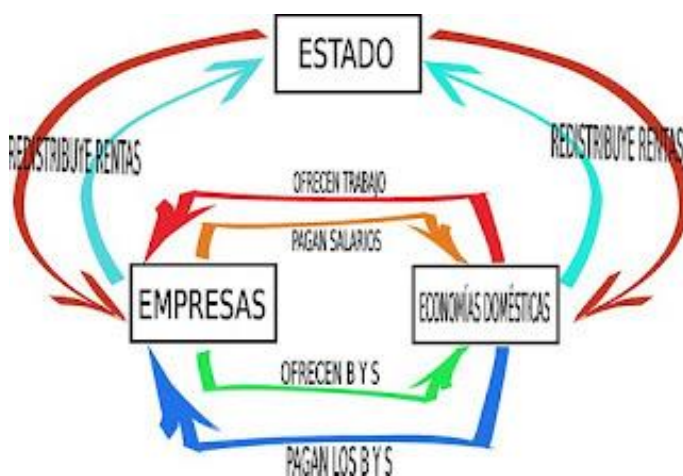 ESTADO
REDISTRIBUYE RENTAS
REDISTRIBUYE RENTAS
OFRECEN TRABAJO
PAGAN SALARIOS
EMPRESAS
ECONOMÍAS DOMÉSTICAS
OFRECEN B Y S
PAGAN LOS B Y S